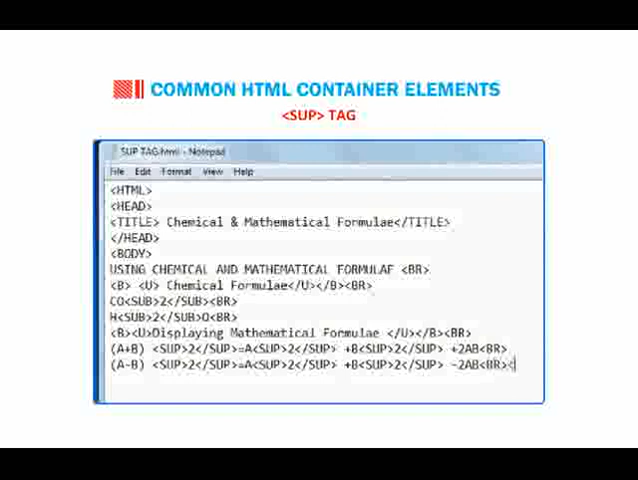 COMMON HTML CONTAINER ELEMENTS
<SUP> TAG
SUP TAG.html - Notepad
File Edit Format View Help
<HTML>
<HEAD>
<TITLE> Chemical & Mathematical Formulae</TITLE>
</HEAD>
<BODY>
USING CHEMICAL AND MATHEMATICAL FORMULAF <BR>
<B> <U> Chemical Formulae</U></B><BR>
CO<SUB>2</SUB><BR>
H<SUB>2</SUB>O<BR>
<B><U>Displaying Mathematical Formulae </U></B><BR>
(A+B) <SUP>2</SUP>=A<SUP>2</SUP> +B<SUP>2</SUP> +2AB<BR>
(A-B) <SUP>2</SUP>=A<SUP>2</SUP> +B<SUP>2</SUP> -2AB<BR><